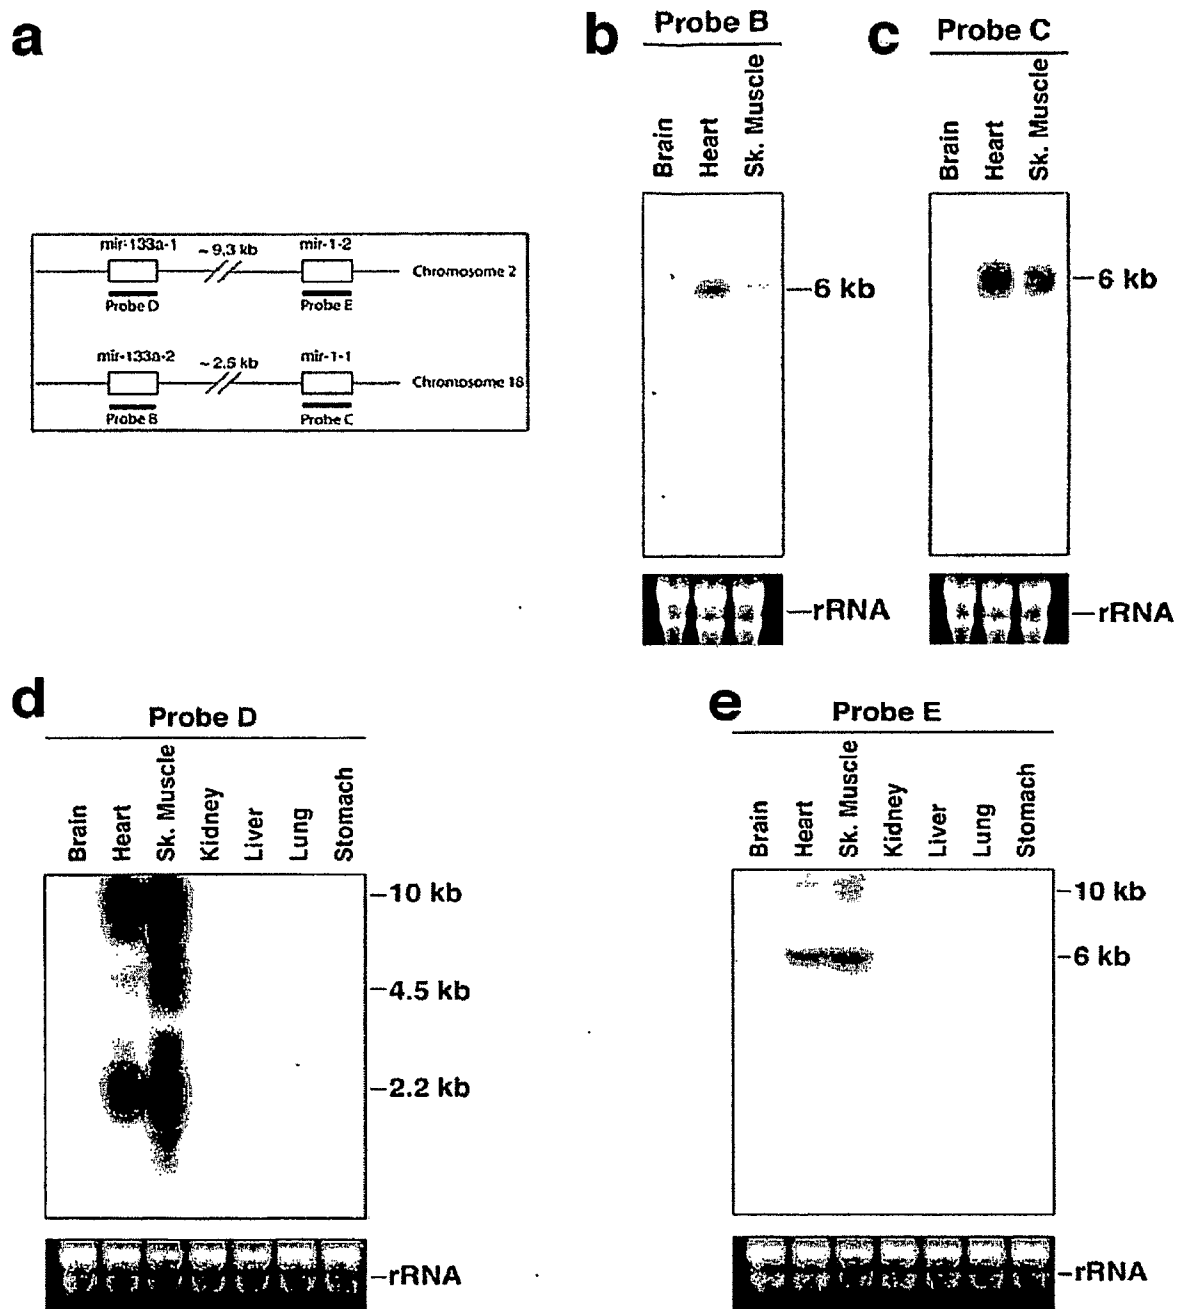 a
mir-133a-1
~ 9.3 kb
mir-1-2
Chromosome 2
Probe D
Probe E
mir-133a-2
~ 2.5 kb
mir-1-1
Chromosome 18
Probe B
Probe C
b
Probe B
Brain
Heart
Sk. Muscle
6 kb
rRNA
c
Probe C
Brain
Heart
Sk. Muscle
6 kb
rRNA
d
Probe D
Brain
Heart
Sk. Muscle
Kidney
Liver
Lung
Stomach
10 kb
4.5 kb
2.2 kb
rRNA
e
Probe E
Brain
Heart
Sk. Muscle
Kidney
Liver
Lung
Stomach
10 kb
6 kb
rRNA